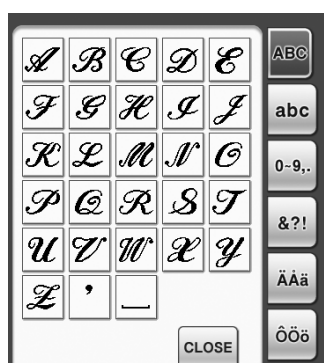 A B C D E
F G H I J
K L M N O
P Q R S T
U V W X Y
Z ' _
CLOSE
ABC
abc
0~9,.
&?!
ÄÅä
ÔÖö